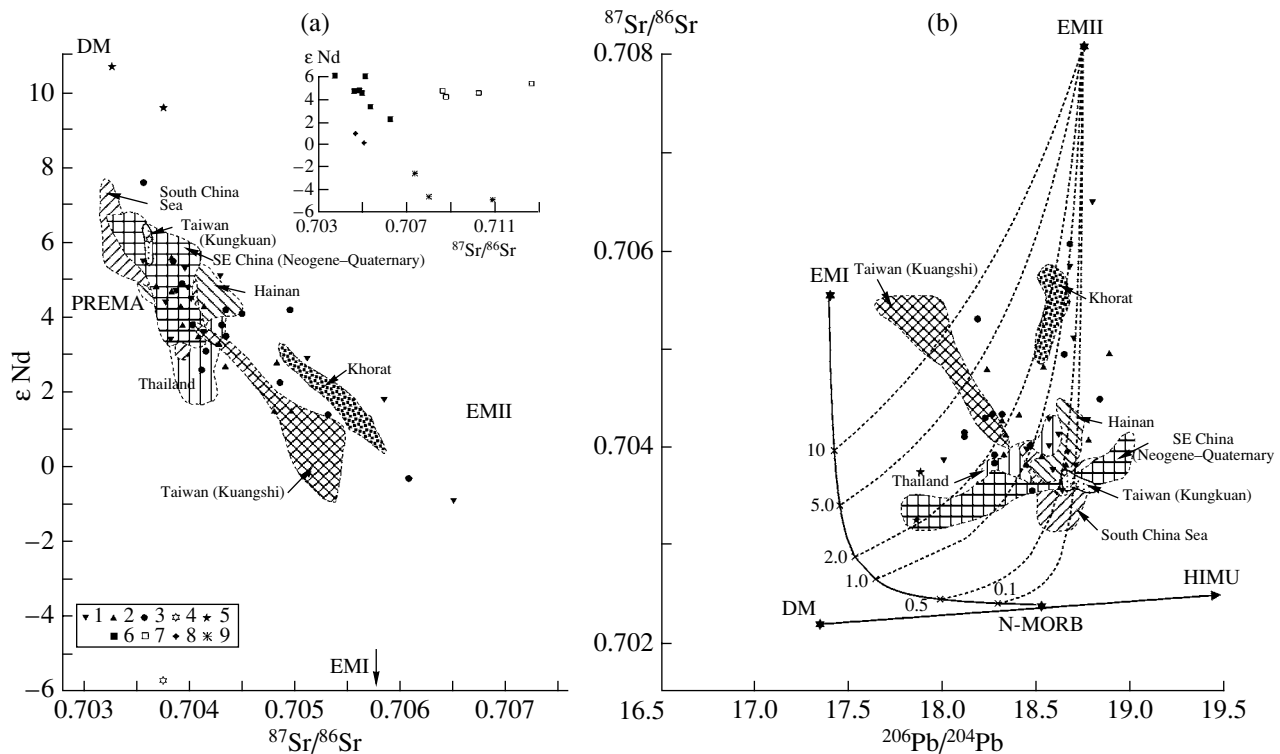 (a)
DM
ε Nd
10
8
6
4
2
0
−2
−4
−6
0.703
0.704
0.705
0.706
0.707
87Sr/86Sr
South China
Sea
Taiwan
(Kungkuan)
SE China (Neogene–Quaternary)
Hainan
PREMA
Thailand
Khorat
EMII
Taiwan (Kuangshi)
EMI
1 2 3 4 5
6 7 8 9
ε Nd
6
4
2
0
−2
−4
−6
0.703
0.707
0.711
87Sr/86Sr
(b)
87Sr/86Sr
0.708
0.706
0.704
0.702
16.5
17.0
17.5
18.0
18.5
19.0
19.5
206Pb/204Pb
EMII
EMI
Taiwan (Kuangshi)
Khorat
Hainan
SE China
(Neogene–Quaternary
Thailand
Taiwan (Kungkuan)
South China Sea
10
5.0
2.0
1.0
0.5
0.1
HIMU
DM
N-MORB